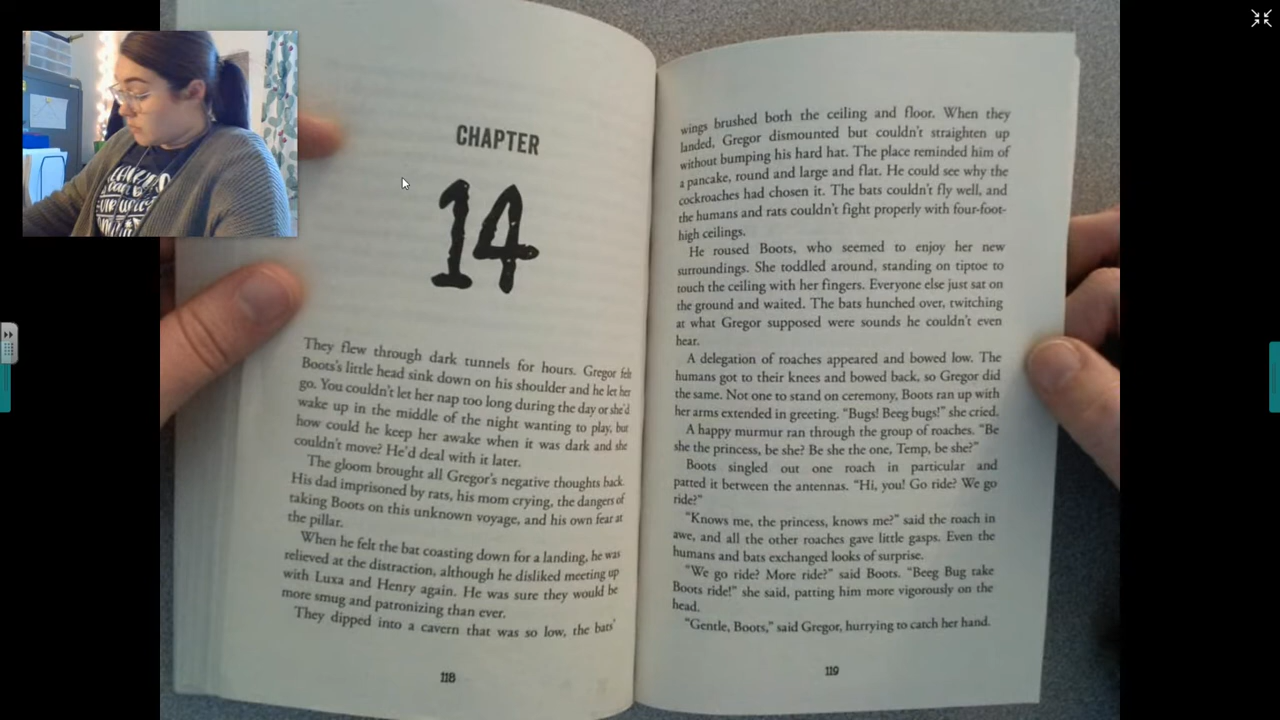 CHAPTER
14
They flew through dark tunnels for hours. Gregor felt
Boots's little head sink down on his shoulder and he let her
go. You couldn't let her nap too long during the day or she'd
wake up in the middle of the night wanting to play, but
how could he keep her awake when it was dark and she
couldn't move? He'd deal with it later.
The gloom brought all Gregor's negative thoughts back.
His dad imprisoned by rats, his mom crying, the dangers of
taking Boots on this unknown voyage, and his own fear at
the pillar.
When he felt the bat coasting down for a landing, he was
relieved at the distraction, although he disliked meeting up
with Luxa and Henry again. He was sure they would be
more smug and patronizing than ever.
They dipped into a cavern that was so low, the bats'
118
wings brushed both the ceiling and floor. When they
landed, Gregor dismounted but couldn't straighten up
without bumping his hard hat. The place reminded him of
a pancake, round and large and flat. He could see why the
cockroaches had chosen it. The bats couldn't fly well, and
the humans and rats couldn't fight properly with four-foot-
high ceilings.
He roused Boots, who seemed to enjoy her new
surroundings. She toddled around, standing on tiptoe to
touch the ceiling with her fingers. Everyone else just sat on
the ground and waited. The bats hunched over, twitching
at what Gregor supposed were sounds he couldn't even
hear.
A delegation of roaches appeared and bowed low. The
humans got to their knees and bowed back, so Gregor did
the same. Not one to stand on ceremony, Boots ran up with
her arms extended in greeting. "Bugs! Beeg bugs!" she cried.
A happy murmur ran through the group of roaches. "Be
she the princess, be she? Be she the one, Temp, be she?"
Boots singled out one roach in particular and
patted it between the antennas. "Hi, you! Go ride? We go
ride?"
"Knows me, the princess, knows me?" said the roach in
awe, and all the other roaches gave little gasps. Even the
humans and bats exchanged looks of surprise.
"We go ride? More ride?" said Boots. "Beeg Bug take
Boots ride!" she said, patting him more vigorously on the
head.
"Gentle, Boots," said Gregor, hurrying to catch her hand.
119